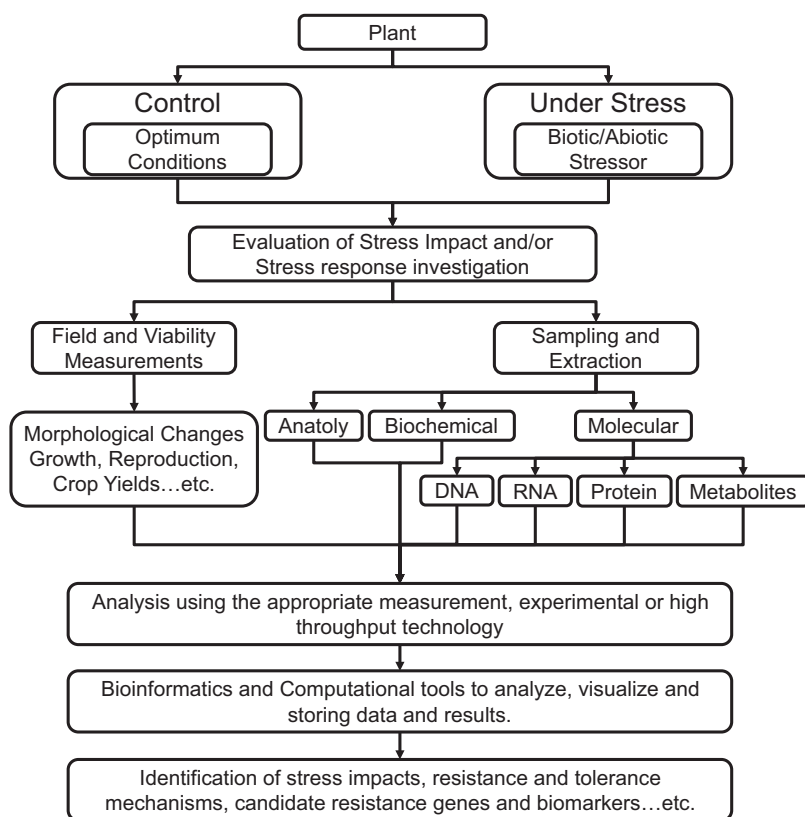 Plant
Control
Optimum
Conditions
Under Stress
Biotic/Abiotic
Stressor
Evaluation of Stress Impact and/or
Stress response investigation
Field and Viability
Measurements
Sampling and
Extraction
Morphological Changes
Growth, Reproduction,
Crop Yields…etc.
Anatoly
Biochemical
Molecular
DNA
RNA
Protein
Metabolites
Analysis using the appropriate measurement, experimental or high
throughput technology
Bioinformatics and Computational tools to analyze, visualize and
storing data and results.
Identification of stress impacts, resistance and tolerance
mechanisms, candidate resistance genes and biomarkers…etc.